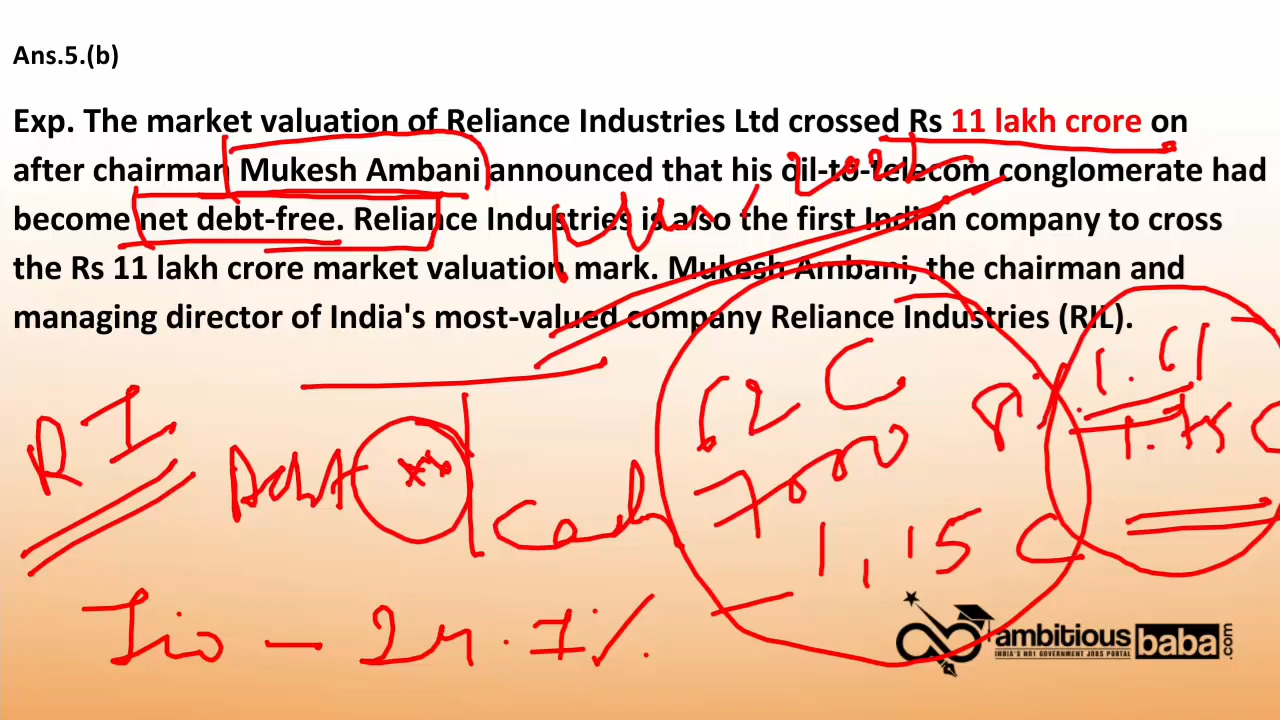 Ans.5.(b)
Exp. The market valuation of Reliance Industries Ltd crossed Rs 11 lakh crore on
after chairman Mukesh Ambani announced that his oil-to-telecom conglomerate had
become net debt-free. Reliance Industries is also the first Indian company to cross
the Rs 11 lakh crore market valuation mark. Mukesh Ambani, the chairman and
managing director of India's most-valued company Reliance Industries (RIL).
RI
Debt
Cash
62 C
7000
1,15 C
1.61
1.75 C
Jio - 24.7%.
ambitiousbaba.com
INDIA'S NO1 GOVERNMENT JOBS PORTAL